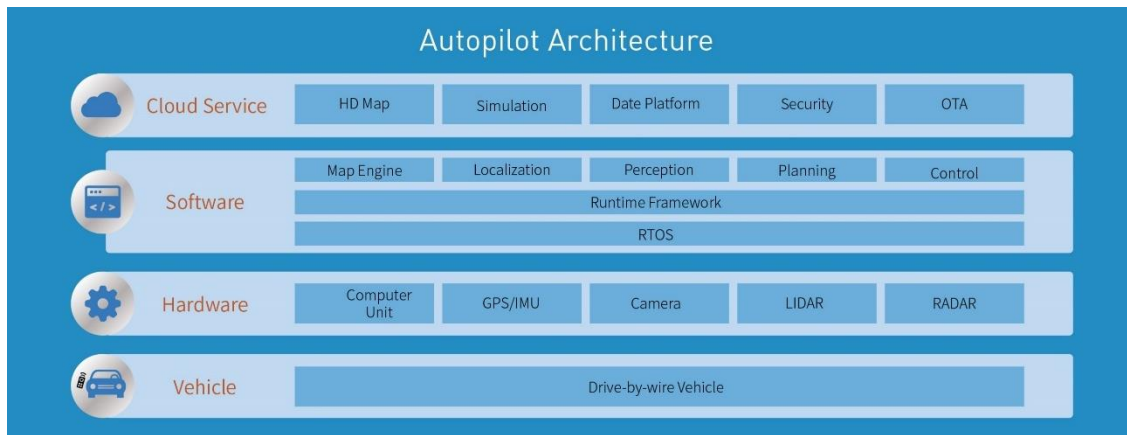 Autopilot Architecture
Cloud Service
HD Map
Simulation
Date Platform
Security
OTA
Software
Map Engine
Localization
Perception
Planning
Control
Runtime Framework
RTOS
Hardware
Computer
Unit
GPS/IMU
Camera
LIDAR
RADAR
Vehicle
Drive-by-wire Vehicle